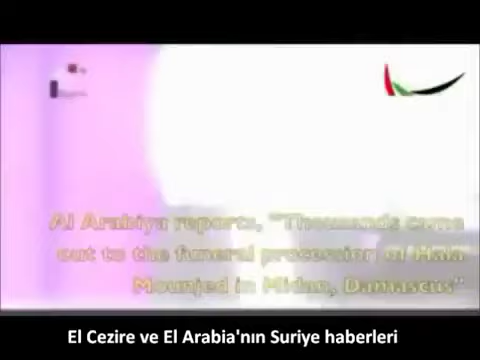 Al Arabiya reports, "Thousands come
out to the funeral procession of Hala
Mounjed in Midan, Damascus"
El Cezire ve El Arabia'nın Suriye haberleri